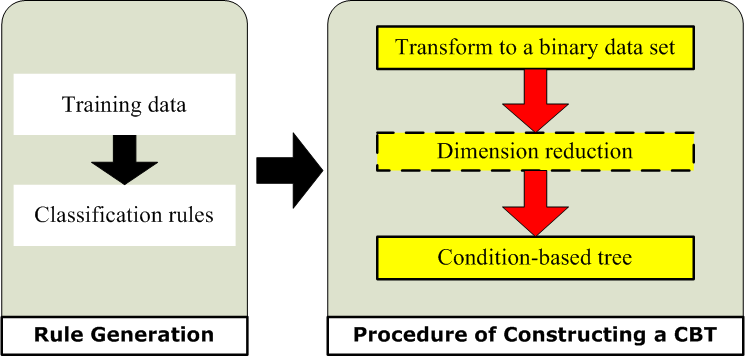 Training data
Classification rules
Rule Generation
Transform to a binary data set
Dimension reduction
Condition-based tree
Procedure of Constructing a CBT